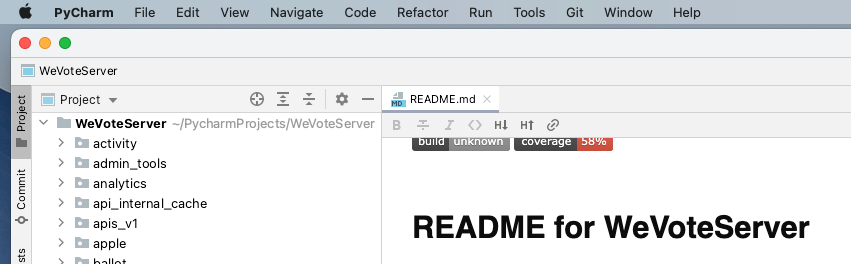 PyCharm File Edit View Navigate Code Refactor Run Tools Git Window Help
WeVoteServer
Project
Commit
Project
WeVoteServer ~/PycharmProjects/WeVoteServer
activity
admin_tools
analytics
api_internal_cache
apis_v1
apple
ballot
MD README.md
B I H↓ H↑
build unknown coverage 58%
README for WeVoteServer